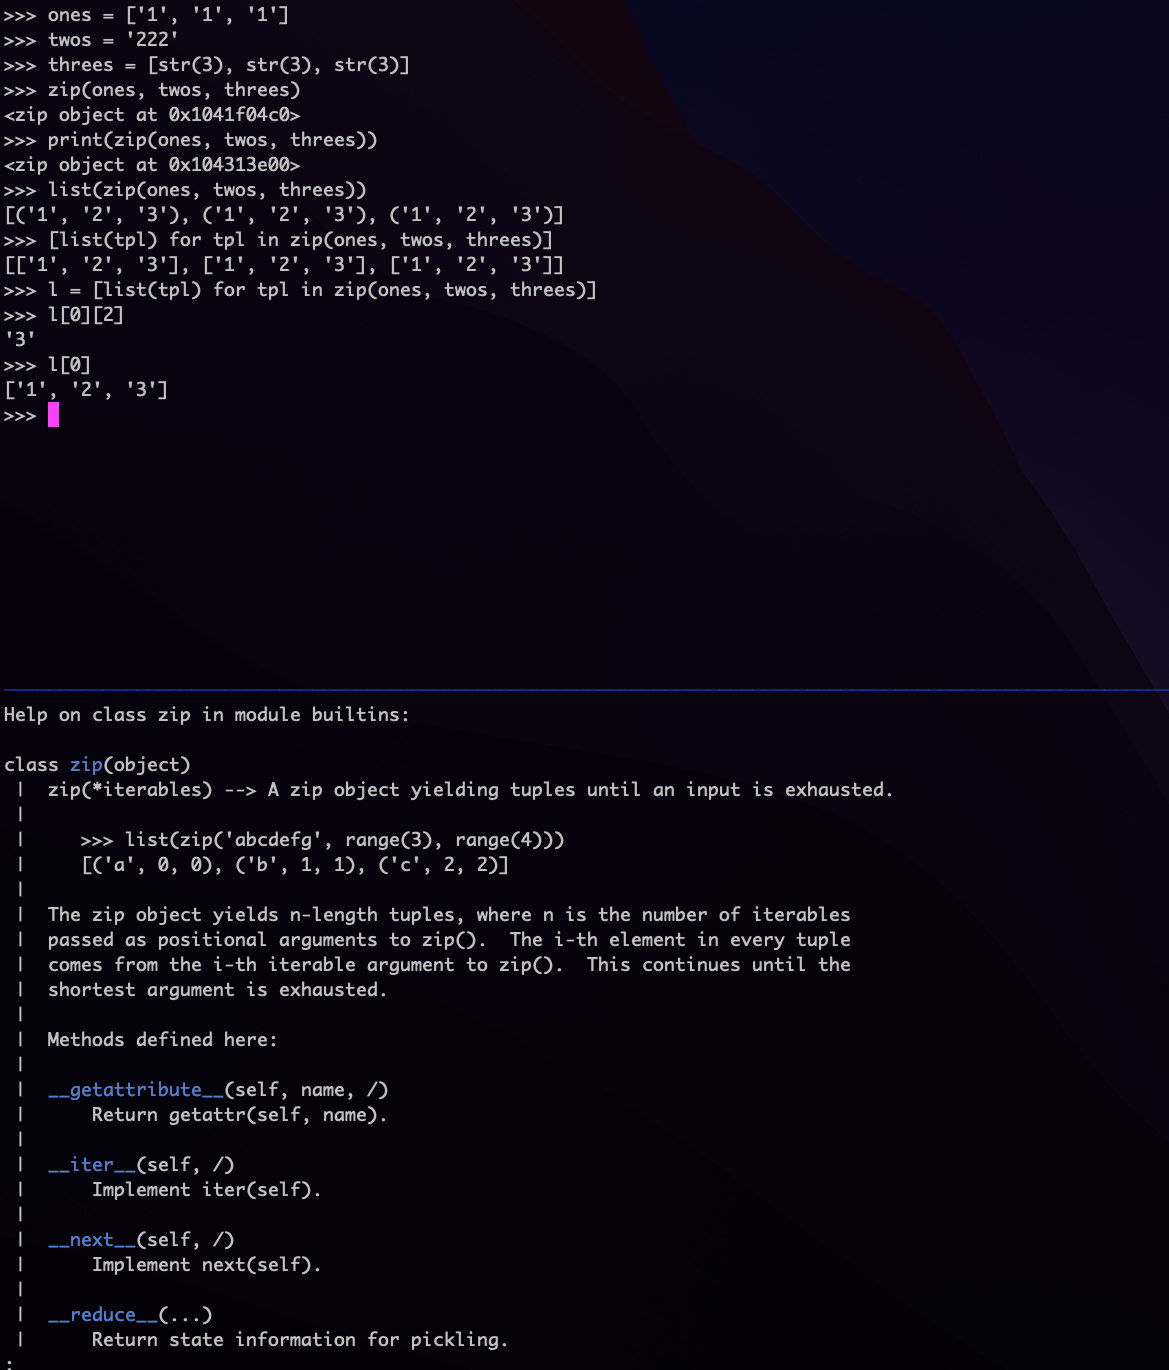 >>> ones = ['1', '1', '1']
>>> twos = '222'
>>> threes = [str(3), str(3), str(3)]
>>> zip(ones, twos, threes)
<zip object at 0x1041f04c0>
>>> print(zip(ones, twos, threes))
<zip object at 0x104313e00>
>>> list(zip(ones, twos, threes))
[('1', '2', '3'), ('1', '2', '3'), ('1', '2', '3')]
>>> [list(tpl) for tpl in zip(ones, twos, threes)]
[['1', '2', '3'], ['1', '2', '3'], ['1', '2', '3']]
>>> l = [list(tpl) for tpl in zip(ones, twos, threes)]
>>> l[0][2]
'3'
>>> l[0]
['1', '2', '3']
>>>
Help on class zip in module builtins:
class zip(object)
 |  zip(*iterables) --> A zip object yielding tuples until an input is exhausted.
 |
 |     >>> list(zip('abcdefg', range(3), range(4)))
 |     [('a', 0, 0), ('b', 1, 1), ('c', 2, 2)]
 |
 |  The zip object yields n-length tuples, where n is the number of iterables
 |  passed as positional arguments to zip().  The i-th element in every tuple
 |  comes from the i-th iterable argument to zip().  This continues until the
 |  shortest argument is exhausted.
 |
 |  Methods defined here:
 |
 |  __getattribute__(self, name, /)
 |      Return getattr(self, name).
 |
 |  __iter__(self, /)
 |      Implement iter(self).
 |
 |  __next__(self, /)
 |      Implement next(self).
 |
 |  __reduce__(...)
 |      Return state information for pickling.
: